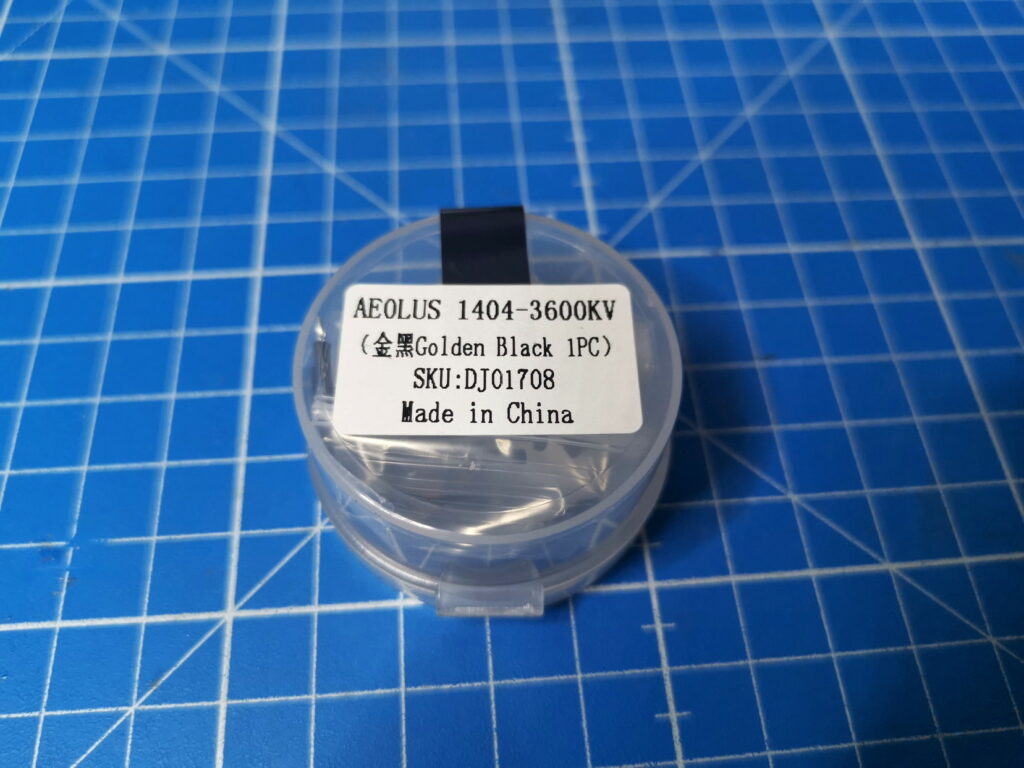 AEOLUS 1404-3600KV
(金黑Golden Black 1PC)
SKU:DJ01708
Made in China